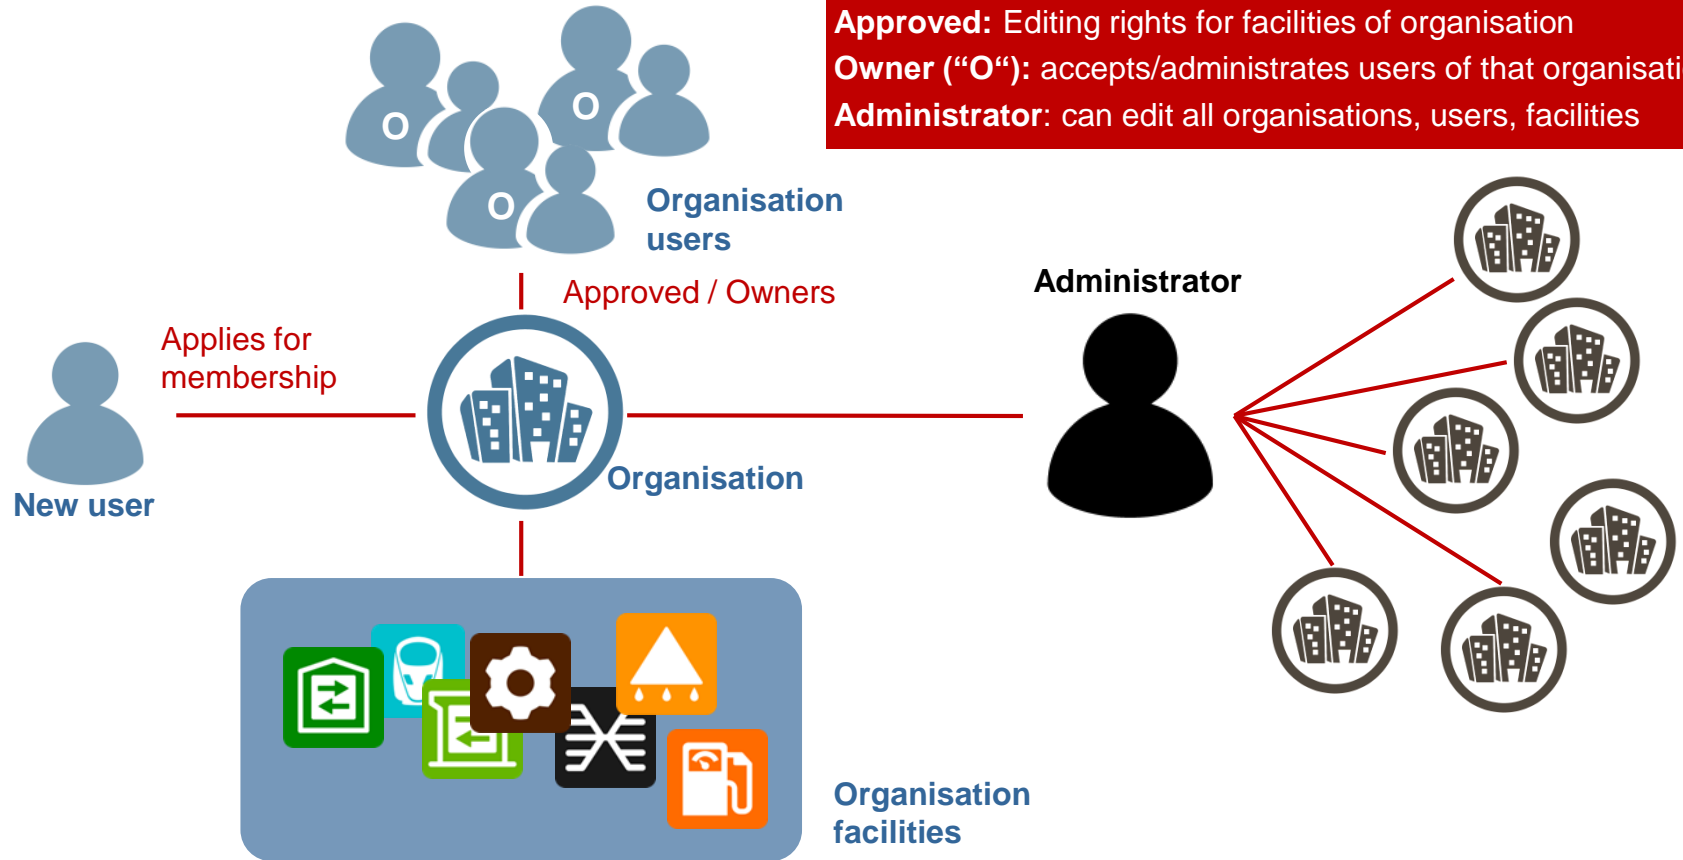 Approved: Editing rights for facilities of organisation
Owner (“O“): accepts/administrates users of that organisati
Administrator: can edit all organisations, users, facilities
O
O
O
Organisation
users
Approved / Owners
Administrator
Applies for
membership
New user
Organisation
Organisation
facilities